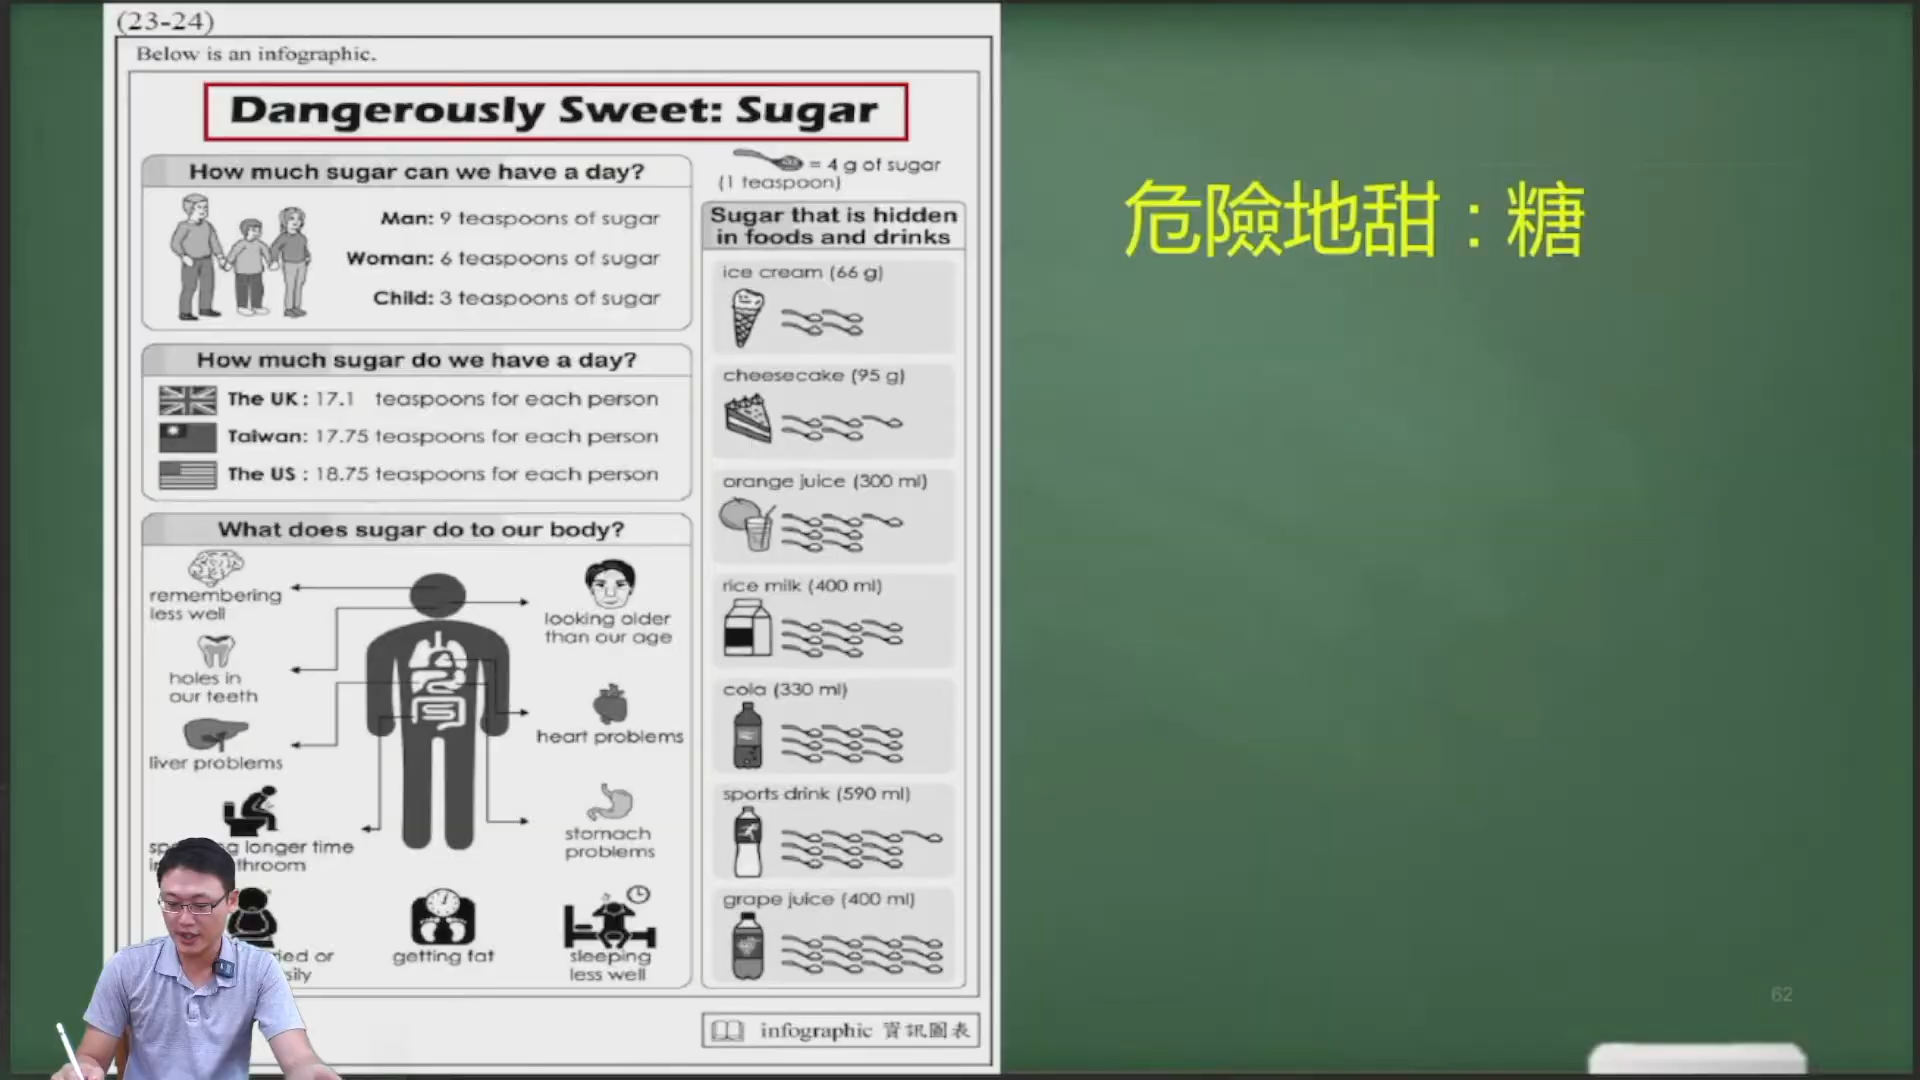 (23-24)
Below is an infographic.
Dangerously Sweet: Sugar
How much sugar can we have a day?
Man: 9 teaspoons of sugar
Woman: 6 teaspoons of sugar
Child: 3 teaspoons of sugar
How much sugar do we have a day?
The UK : 17.1 teaspoons for each person
Taiwan: 17.75 teaspoons for each person
The US : 18.75 teaspoons for each person
What does sugar do to our body?
remembering
less well
looking older
than our age
holes in
our teeth
heart problems
liver problems
stomach
problems
longer time
getting fat
sleeping
less well
= 4 g of sugar
(1 teaspoon)
Sugar that is hidden
in foods and drinks
ice cream (66 g)
cheesecake (95 g)
orange juice (300 ml)
rice milk (400 ml)
cola (330 ml)
sports drink (590 ml)
grape juice (400 ml)
infographic 資訊圖表
危險地甜：糖
62